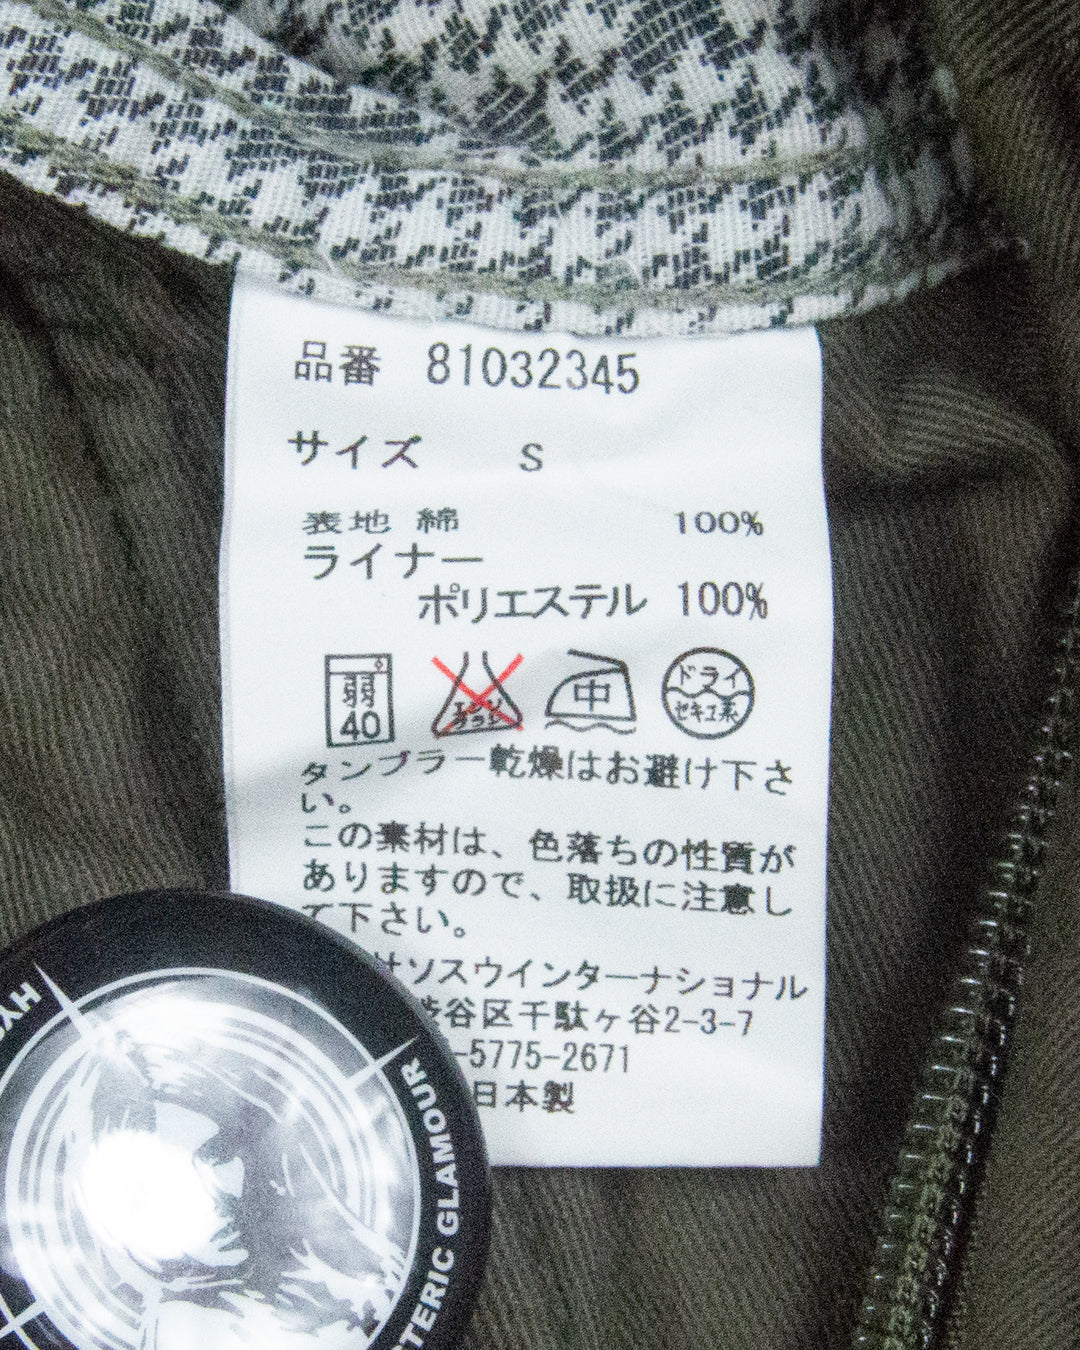 品番 81032345
サイズ S
表地 綿 100%
ライナー
ポリエステル 100%
弱
40
エンソ
中
ドライ
セキユ系
タンブラー乾燥はお避け下さ
い。
この素材は、色落ちの性質が
ありますので、取扱に注意し
て下さい。
サソスウインターナショナル
渋谷区千駄ヶ谷2-3-7
-5775-2671
日本製
TERIC GLAMOUR